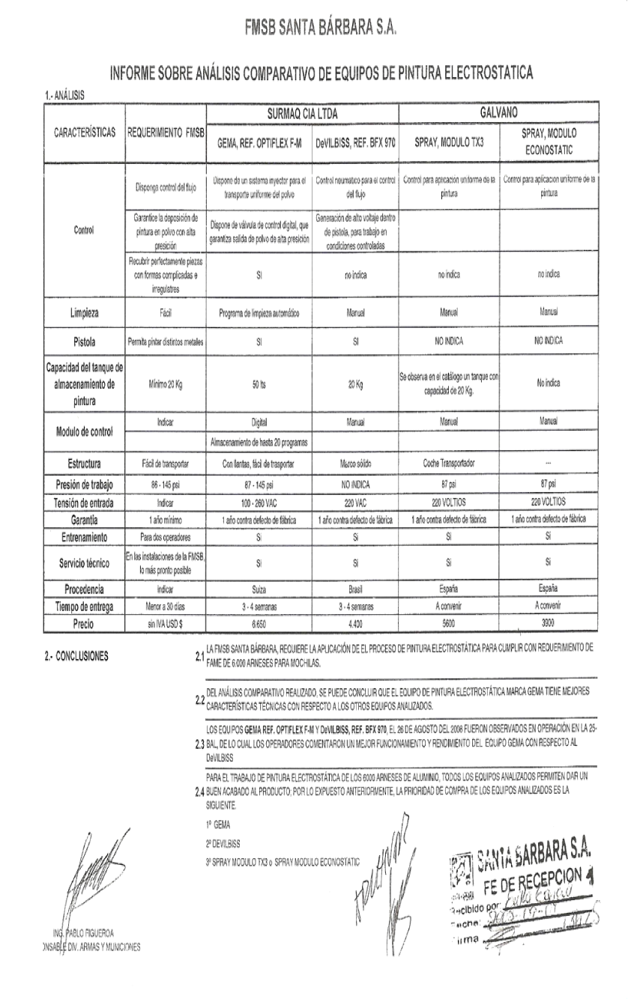 FMSB SANTA BÁRBARA S.A.
INFORME SOBRE ANÁLISIS COMPARATIVO DE EQUIPOS DE PINTURA ELECTROSTATICA
1.- ANÁLISIS
CARACTERÍSTICAS REQUERIMIENTO FMSB SURMAQ CIA LTDA GALVANO
GEMA, REF. OPTIFLEX F-M DeVILBISS, REF. BFX 970 SPRAY, MODULO TX3 SPRAY, MODULO
ECONOSTATIC
Control
Disponga control del flujo
Dispone de un sistema inyector para el
transporte uniforme del polvo
Control neumatico para el control
del flujo
Control para aplicación uniforme de la
pintura
Control para aplicacion uniforme de la
pintura
Garantice la deposición de
pintura en polvo con alta
presición
Dispone de válvula de control digital, que
garantiza salida de polvo de alta presición
Generación de alto voltaje dentro
de pistola, para trabajo en
condiciones controladas
Recubrir perfectamente piezas
con formas complicadas e
irregulatres
Si no indica no indica no indica
Limpieza Fácil Programa de limpieza automático Manual Manual Manual
Pistola Permita pintar distintos metales SI SI NO INDICA NO INDICA
Capacidad del tanque de
almacenamiento de
pintura
Mínimo 20 Kg 50 lts 20 Kg
Se observa en el catálogo un tanque con
capacidad de 20 Kg.
No indica
Modulo de control
Indicar Digital Manual Manual Manual
Almacenamiento de hasta 20 programas
Estructura Fácil de transportar Con llantas, fácil de trasportar Marco sólido Coche Transportador ---
Presión de trabajo 86 - 145 psi 87 - 145 psi NO INDICA 87 psi 87 psi
Tensión de entrada Indicar 100 - 260 VAC 220 VAC 220 VOLTIOS 220 VOLTIOS
Garantía 1 año mínimo 1 año contra defecto de fábrica 1 año contra defecto de fábrica 1 año contra defecto de fábrica 1 año contra defecto de fábrica
Entrenamiento Para dos operadores Si Si Si Si
Servicio técnico
En las instalaciones de la FMSB,
lo más pronto posible
Si Si Si Si
Procedencia Indicar Suiza Brasil España España
Tiempo de entrega Menor a 30 dias 3 - 4 semanas 3 - 4 semanas A convenir A convenir
Precio sin IVA USD $ 6.650 4.400 5600 3900
2.- CONCLUSIONES
2.1 LA FMSB SANTA BÁRBARA, REQUIERE LA APLICACIÓN DE EL PROCESO DE PINTURA ELECTROSTÁTICA PARA CUMPLIR CON REQUERIMIENTO DE
FAME DE 6.000 ARNESES PARA MOCHILAS.
2.2 DEL ANÁLISIS COMPARATIVO REALIZADO, SE PUEDE CONCLUIR QUE EL EQUIPO DE PINTURA ELECTROSTÁTICA MARCA GEMA TIENE MEJORES
CARACTERÍSTICAS TÉCNICAS CON RESPECTO A LOS OTROS EQUIPOS ANALIZADOS.
2.3 LOS EQUIPOS GEMA REF. OPTIFLEX F-M Y DeVILBISS, REF. BFX 970, EL 26 DE AGOSTO DEL 2008 FUERON OBSERVADOS EN OPERACIÓN EN LA 25-
BAL, DE LO CUAL LOS OPERADORES COMENTARON UN MEJOR FUNCIONAMIENTO Y RENDIMIENTO DEL EQUIPO GEMA CON RESPECTO AL
DeVILBISS
2.4 PARA EL TRABAJO DE PINTURA ELECTROSTÁTICA DE LOS 6000 ARNESES DE ALUMINIO, TODOS LOS EQUIPOS ANALIZADOS PERMITEN DAR UN
BUEN ACABADO AL PRODUCTO; POR LO EXPUESTO ANTERIORMENTE, LA PRIORIDAD DE COMPRA DE LOS EQUIPOS ANALIZADOS ES LA
SIGUIENTE.
1º GEMA
2º DEVILBISS
3º SPRAY MODULO TX3 o SPRAY MODULO ECONOSTATIC
ING. PABLO FIGUEROA
ONSABLE DIV. ARMAS Y MUNICIONES
SANTA BARBARA S.A.
FE DE RECEPCION
ecibido por:
echa:
irma